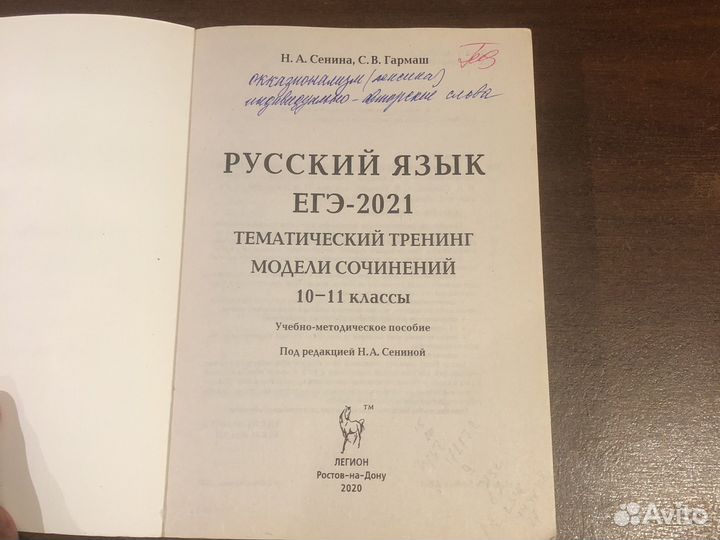 Н. А. Сенина, С. В. Гармаш
окказионализм (лексика)
индивидуально-авторские слова
РУССКИЙ ЯЗЫК
ЕГЭ-2021
ТЕМАТИЧЕСКИЙ ТРЕНИНГ
МОДЕЛИ СОЧИНЕНИЙ
10–11 классы
Учебно-методическое пособие
Под редакцией Н.А. Сениной
TM
ЛЕГИОН
Ростов-на-Дону
2020
Avito